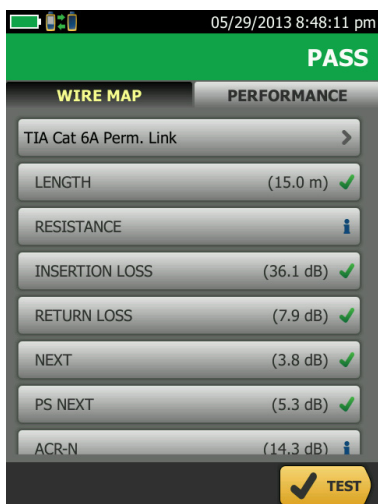 05/29/2013 8:48:11 pm
PASS
WIRE MAP PERFORMANCE
TIA Cat 6A Perm. Link
LENGTH (15.0 m)
RESISTANCE i
INSERTION LOSS (36.1 dB)
RETURN LOSS (7.9 dB)
NEXT (3.8 dB)
PS NEXT (5.3 dB)
ACR-N (14.3 dB) i
TEST